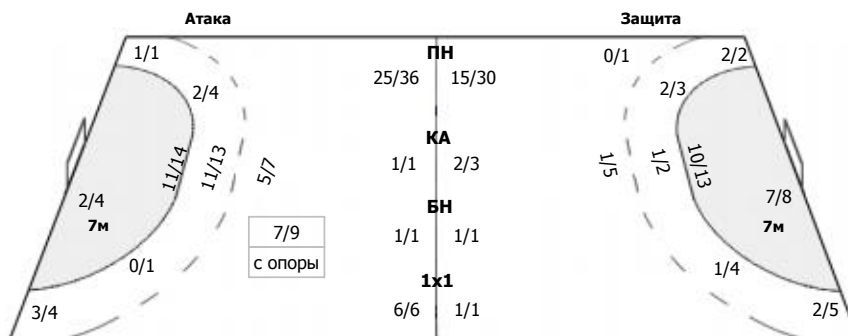 Атака Защита
1/1 ПН 0/1 2/2
25/36 15/30
2/4 2/3
КА
11/14 11/13 5/7 1/1 2/3 1/5 1/2 10/13
2/4 7/8
7м БН 7м
7/9 1/1 1/1
с опоры
0/1 1/4
1x1
3/4 6/6 1/1 2/5